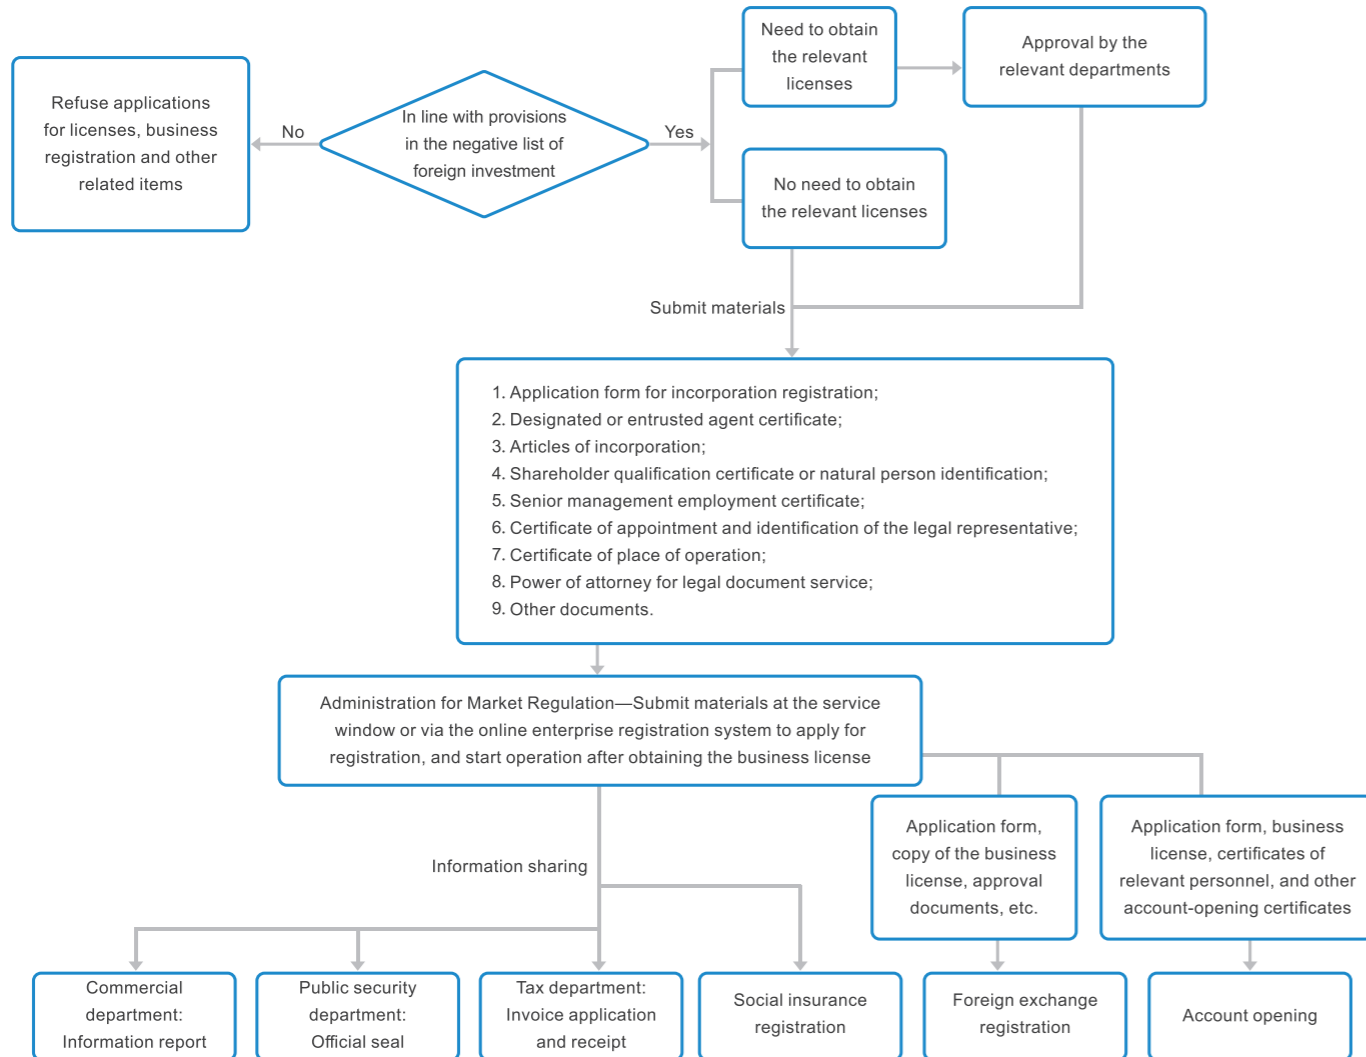 Need to obtain
the relevant
licenses
Approval by the
relevant departments
Refuse applications
for licenses, business
registration and other
related items
No
In line with provisions
in the negative list of
foreign investment
Yes
No need to obtain
the relevant licenses
Submit materials
1. Application form for incorporation registration;
2. Designated or entrusted agent certificate;
3. Articles of incorporation;
4. Shareholder qualification certificate or natural person identification;
5. Senior management employment certificate;
6. Certificate of appointment and identification of the legal representative;
7. Certificate of place of operation;
8. Power of attorney for legal document service;
9. Other documents.
Administration for Market Regulation—Submit materials at the service
window or via the online enterprise registration system to apply for
registration, and start operation after obtaining the business license
Application form,
copy of the business
license, approval
documents, etc.
Application form, business
license, certificates of
relevant personnel, and other
account-opening certificates
Information sharing
Commercial
department:
Information report
Public security
department:
Official seal
Tax department:
Invoice application
and receipt
Social insurance
registration
Foreign exchange
registration
Account opening